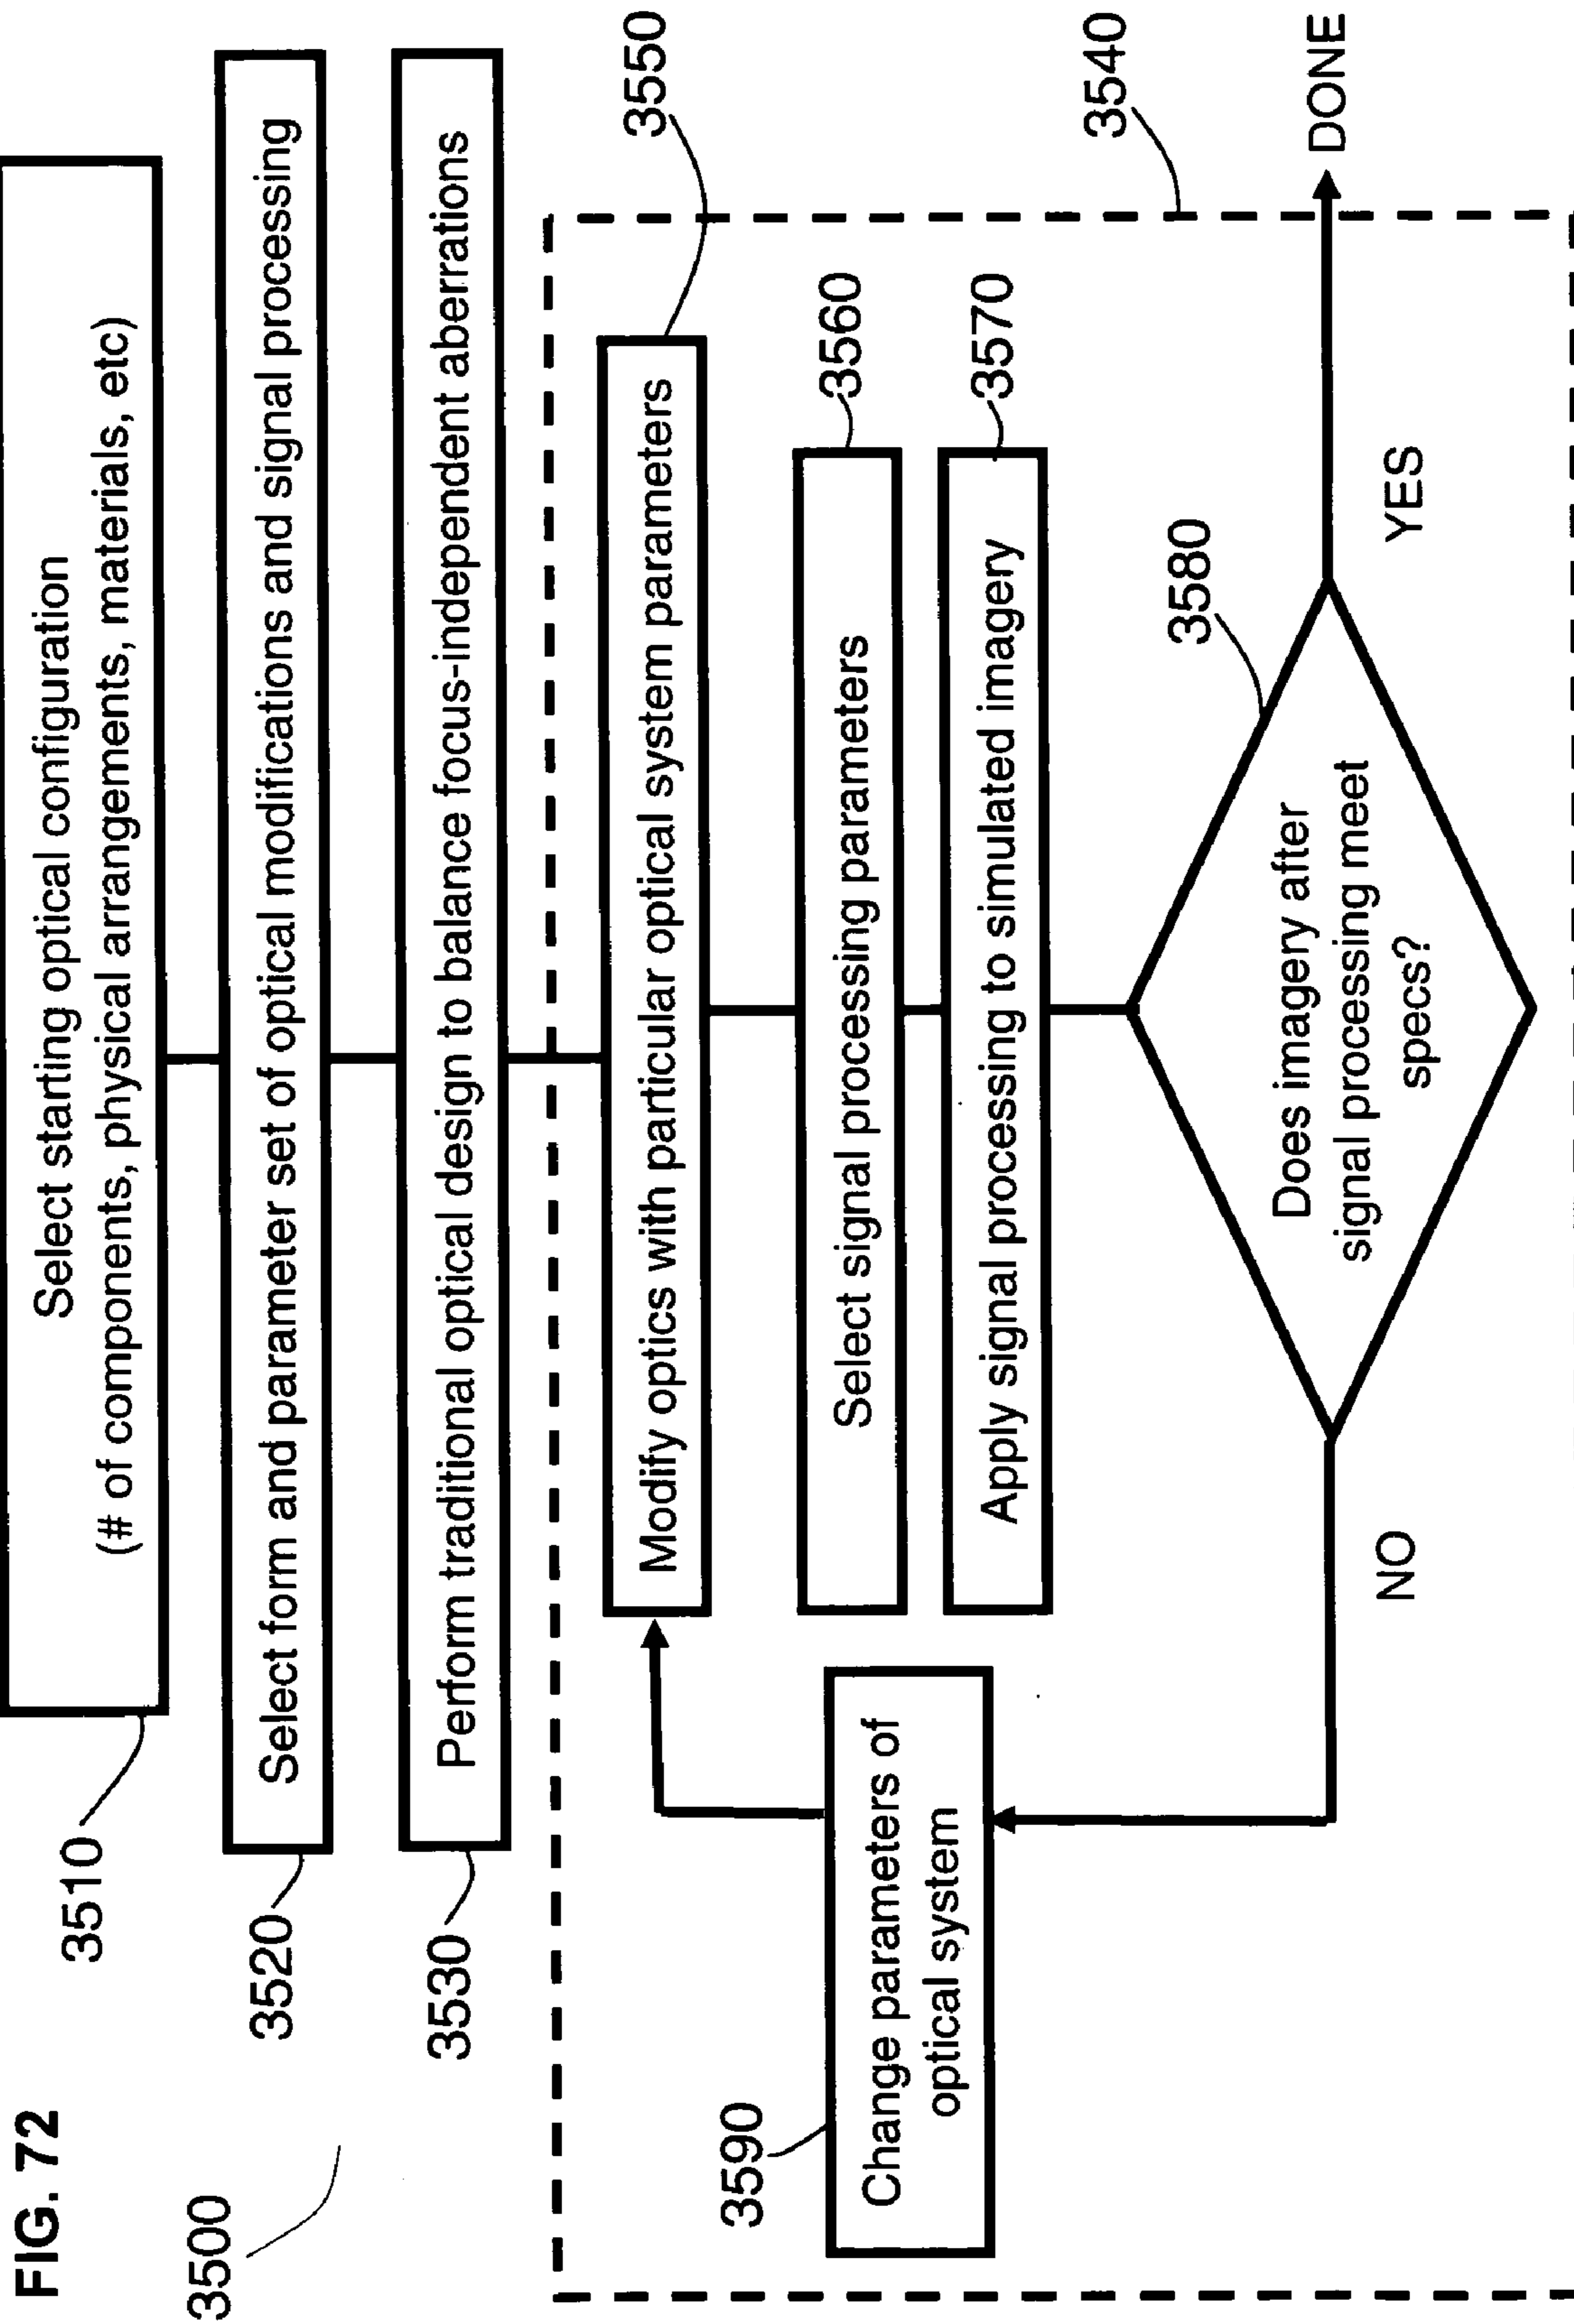 FIG. 72
3500
3510
Select starting optical configuration
(# of components, physical arrangements, materials, etc)
3520
Select form and parameter set of optical modifications and signal processing
3530
Perform traditional optical design to balance focus-independent aberrations
3550
Modify optics with particular optical system parameters
3590
Change parameters of
optical system
Select signal processing parameters
3560
Apply signal processing to simulated imagery
3570
3540
3580
Does imagery after
signal processing meet
specs?
NO
YES
DONE